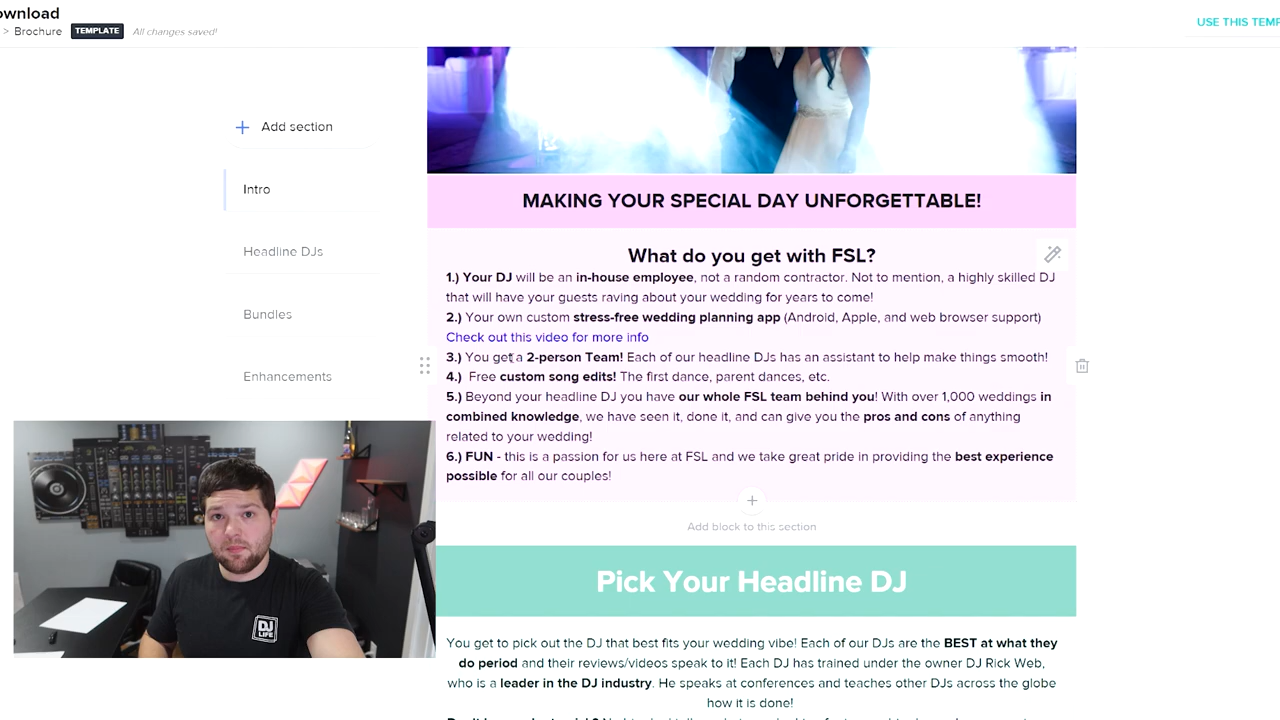 ownload
> Brochure TEMPLATE All changes saved!
USE THIS TEMP
Add section
Intro
Headline DJs
Bundles
Enhancements
MAKING YOUR SPECIAL DAY UNFORGETTABLE!
What do you get with FSL?
1.) Your DJ will be an in-house employee, not a random contractor. Not to mention, a highly skilled DJ
that will have your guests raving about your wedding for years to come!
2.) Your own custom stress-free wedding planning app (Android, Apple, and web browser support)
Check out this video for more info
3.) You get a 2-person Team! Each of our headline DJs has an assistant to help make things smooth!
4.) Free custom song edits! The first dance, parent dances, etc.
5.) Beyond your headline DJ you have our whole FSL team behind you! With over 1,000 weddings in
combined knowledge, we have seen it, done it, and can give you the pros and cons of anything
related to your wedding!
6.) FUN - this is a passion for us here at FSL and we take great pride in providing the best experience
possible for all our couples!
Add block to this section
Pick Your Headline DJ
You get to pick out the DJ that best fits your wedding vibe! Each of our DJs are the BEST at what they
do period and their reviews/videos speak to it! Each DJ has trained under the owner DJ Rick Web,
who is a leader in the DJ industry. He speaks at conferences and teaches other DJs across the globe
how it is done!
DJ
LIFE